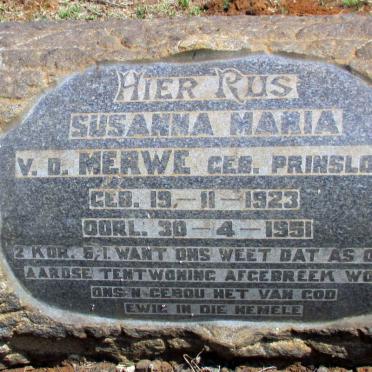 HIER RUS
SUSANNA MARIA
V. D. MERWE GEB. PRINSLO
GEB. 19-11-1923
OORL. 30-4-1951
2 KOR. 5:1. WANT ONS WEET DAT AS O
AARDSE TENTWONING AFGEBREEK WO
ONS 'N GEBOU HET VAN GOD
EWIG IN DIE HEMELE